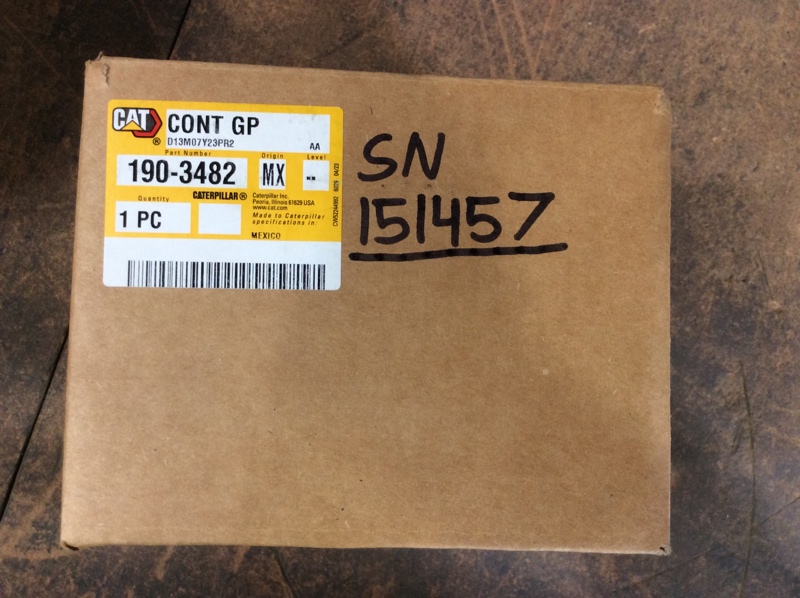 CAT
®
CONT GP
D13M07Y23PR2
AA
Part Number
Origin
Level
190-3482
MX
--
Quantity
CATERPILLAR®
Caterpillar Inc.
Peoria, Illinois 61629 USA
www.cat.com
1 PC
Made to Caterpillar
specifications in:
MEXICO
SN
151457